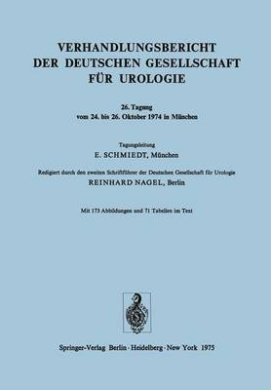 VERHANDLUNGSBERICHT
DER DEUTSCHEN GESELLSCHAFT
FÜR UROLOGIE
26. Tagung
vom 24. bis 26. Oktober 1974 in München
Tagungsleitung
E. SCHMIEDT, München
Redigiert durch den zweiten Schriftführer der Deutschen Gesellschaft für Urologie
REINHARD NAGEL, Berlin
Mit 173 Abbildungen und 71 Tabellen im Text
Springer-Verlag Berlin · Heidelberg · New York 1975